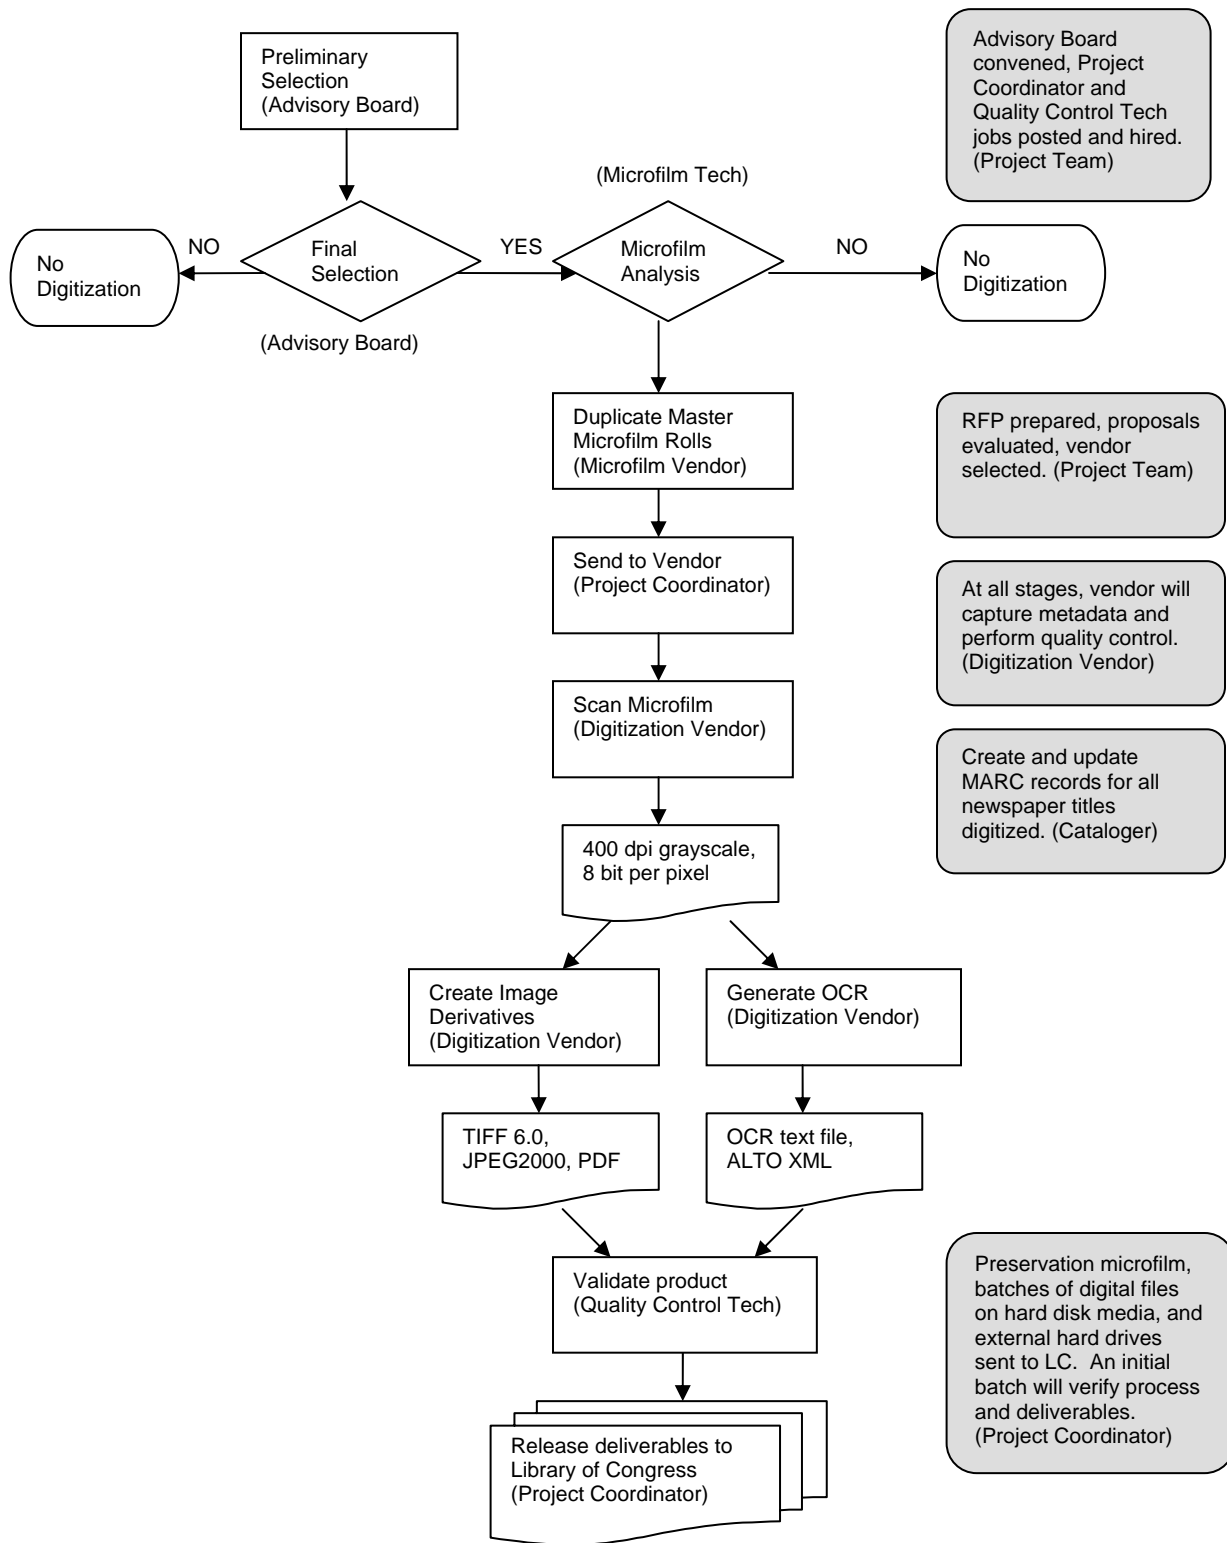 Preliminary
Selection
(Advisory Board)
Advisory Board
convened, Project
Coordinator and
Quality Control Tech
jobs posted and hired.
(Project Team)
(Microfilm Tech)
No
Digitization
NO
Final
Selection
YES
Microfilm
Analysis
NO
No
Digitization
(Advisory Board)
Duplicate Master
Microfilm Rolls
(Microfilm Vendor)
RFP prepared, proposals
evaluated, vendor
selected. (Project Team)
Send to Vendor
(Project Coordinator)
At all stages, vendor will
capture metadata and
perform quality control.
(Digitization Vendor)
Scan Microfilm
(Digitization Vendor)
Create and update
MARC records for all
newspaper titles
digitized. (Cataloger)
400 dpi grayscale,
8 bit per pixel
Create Image
Derivatives
(Digitization Vendor)
Generate OCR
(Digitization Vendor)
TIFF 6.0,
JPEG2000, PDF
OCR text file,
ALTO XML
Validate product
(Quality Control Tech)
Preservation microfilm,
batches of digital files
on hard disk media, and
external hard drives
sent to LC.  An initial
batch will verify process
and deliverables.
(Project Coordinator)
Release deliverables to
Library of Congress
(Project Coordinator)